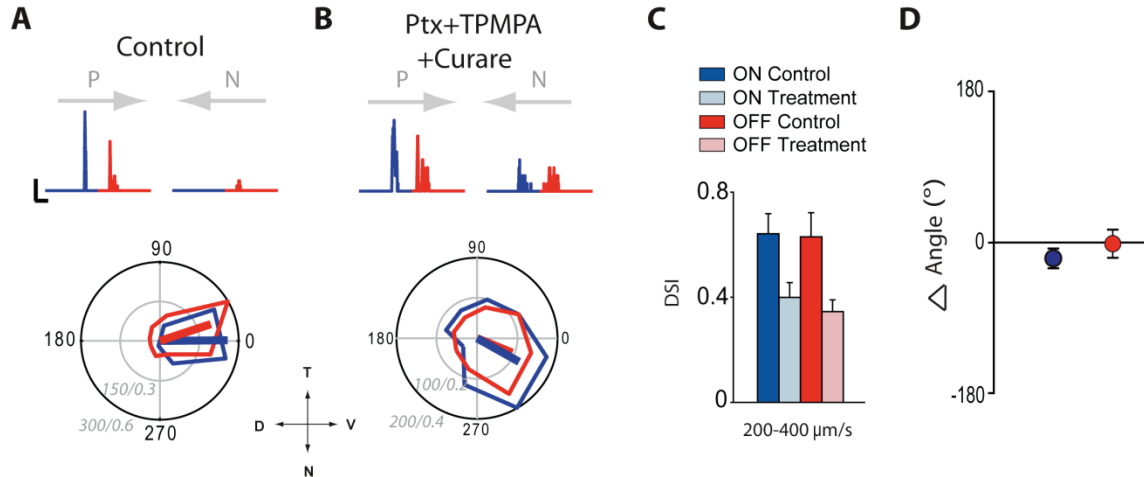 A
Control
P
N
90
180
0
150/0.3
300/0.6
270
T
D
V
N
B
Ptx+TPMPA
+Curare
P
N
90
180
0
100/0.2
200/0.4
270
C
ON Control
ON Treatment
OFF Control
OFF Treatment
0.8
0.4
0
DSI
200-400 µm/s
D
180
0
-180
△ Angle (°)